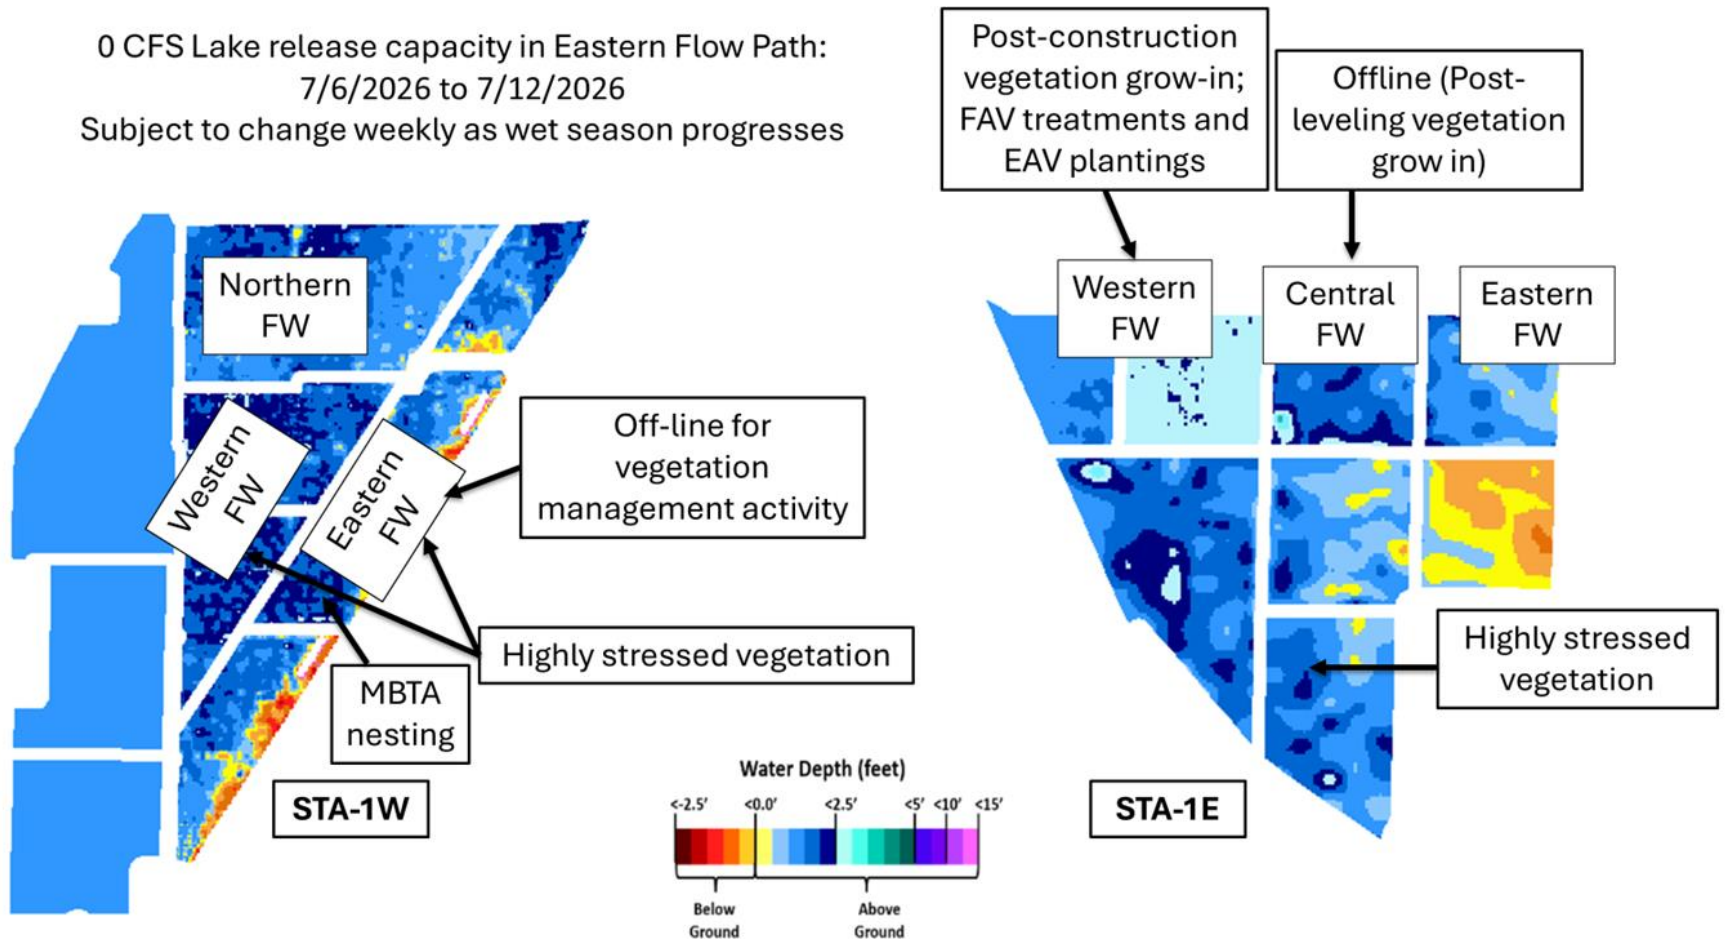 0 CFS Lake release capacity in Eastern Flow Path:
7/6/2026 to 7/12/2026
Subject to change weekly as wet season progresses
Post-construction
vegetation grow-in;
FAV treatments and
EAV plantings
Offline (Post-
leveling vegetation
grow in)
Northern
FW
Western
FW
Eastern
FW
Off-line for
vegetation
management activity
Highly stressed vegetation
MBTA
nesting
STA-1W
Western
FW
Central
FW
Eastern
FW
Highly stressed
vegetation
STA-1E
Water Depth (feet)
<-2.5' <0.0' <2.5' <5' <10' <15'
Below
Ground
Above
Ground